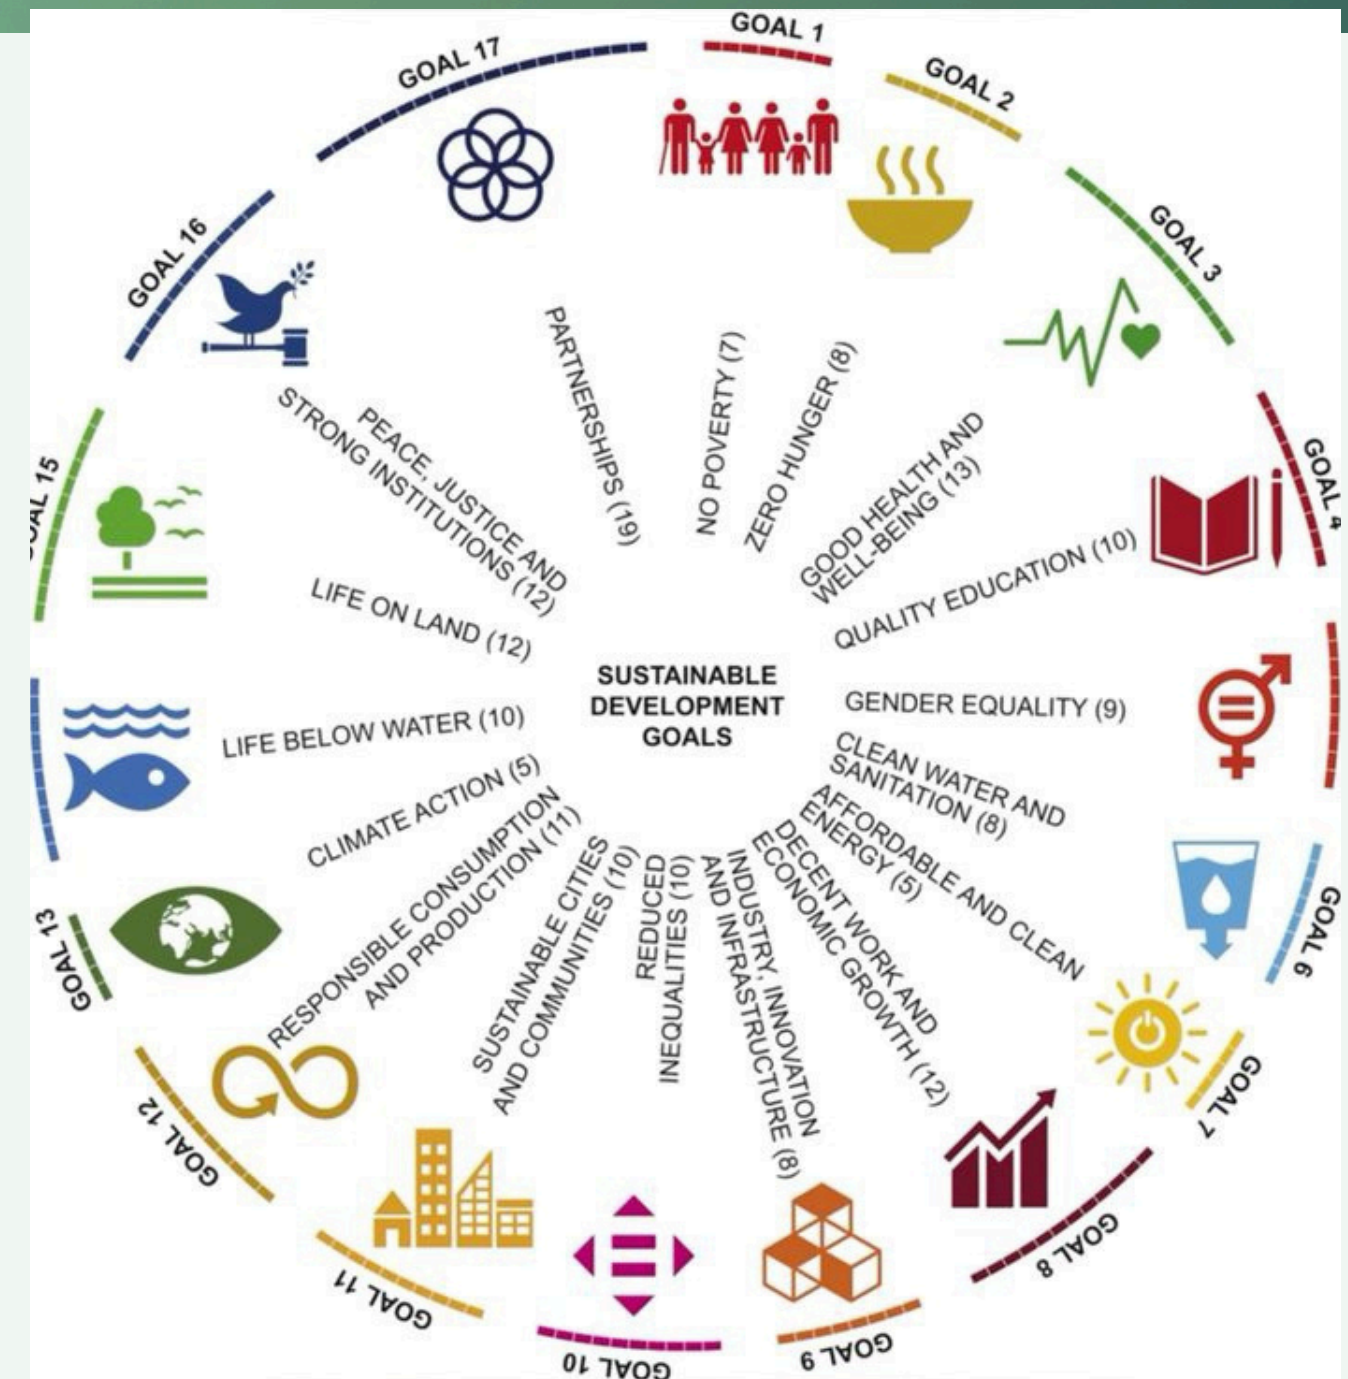 SUSTAINABLE
DEVELOPMENT
GOALS
GOAL 1
NO POVERTY (7)
GOAL 2
ZERO HUNGER (8)
GOAL 3
GOOD HEALTH AND
WELL-BEING (13)
GOAL 4
QUALITY EDUCATION (10)
GENDER EQUALITY (9)
GOAL 6
CLEAN WATER AND
SANITATION (8)
GOAL 7
AFFORDABLE AND CLEAN
ENERGY (5)
GOAL 8
DECENT WORK AND
ECONOMIC GROWTH (12)
GOAL 9
INDUSTRY, INNOVATION
AND INFRASTRUCTURE (8)
GOAL 10
REDUCED
INEQUALITIES (10)
GOAL 11
SUSTAINABLE CITIES
AND COMMUNITIES (10)
GOAL 12
RESPONSIBLE CONSUMPTION
AND PRODUCTION (11)
GOAL 13
CLIMATE ACTION (5)
LIFE BELOW WATER (10)
GOAL 15
LIFE ON LAND (12)
GOAL 16
PEACE, JUSTICE AND
STRONG INSTITUTIONS (12)
GOAL 17
PARTNERSHIPS (19)